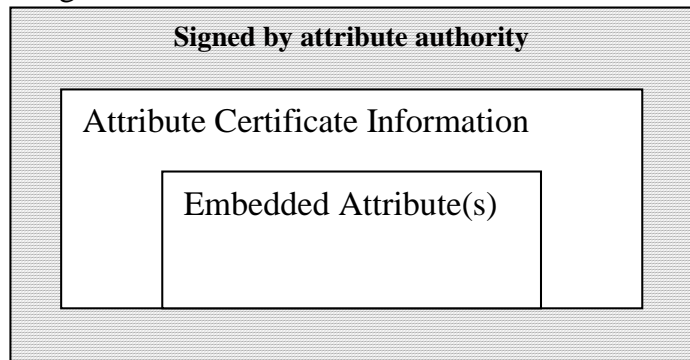 Signed by attribute authority
Attribute Certificate Information
Embedded Attribute(s)